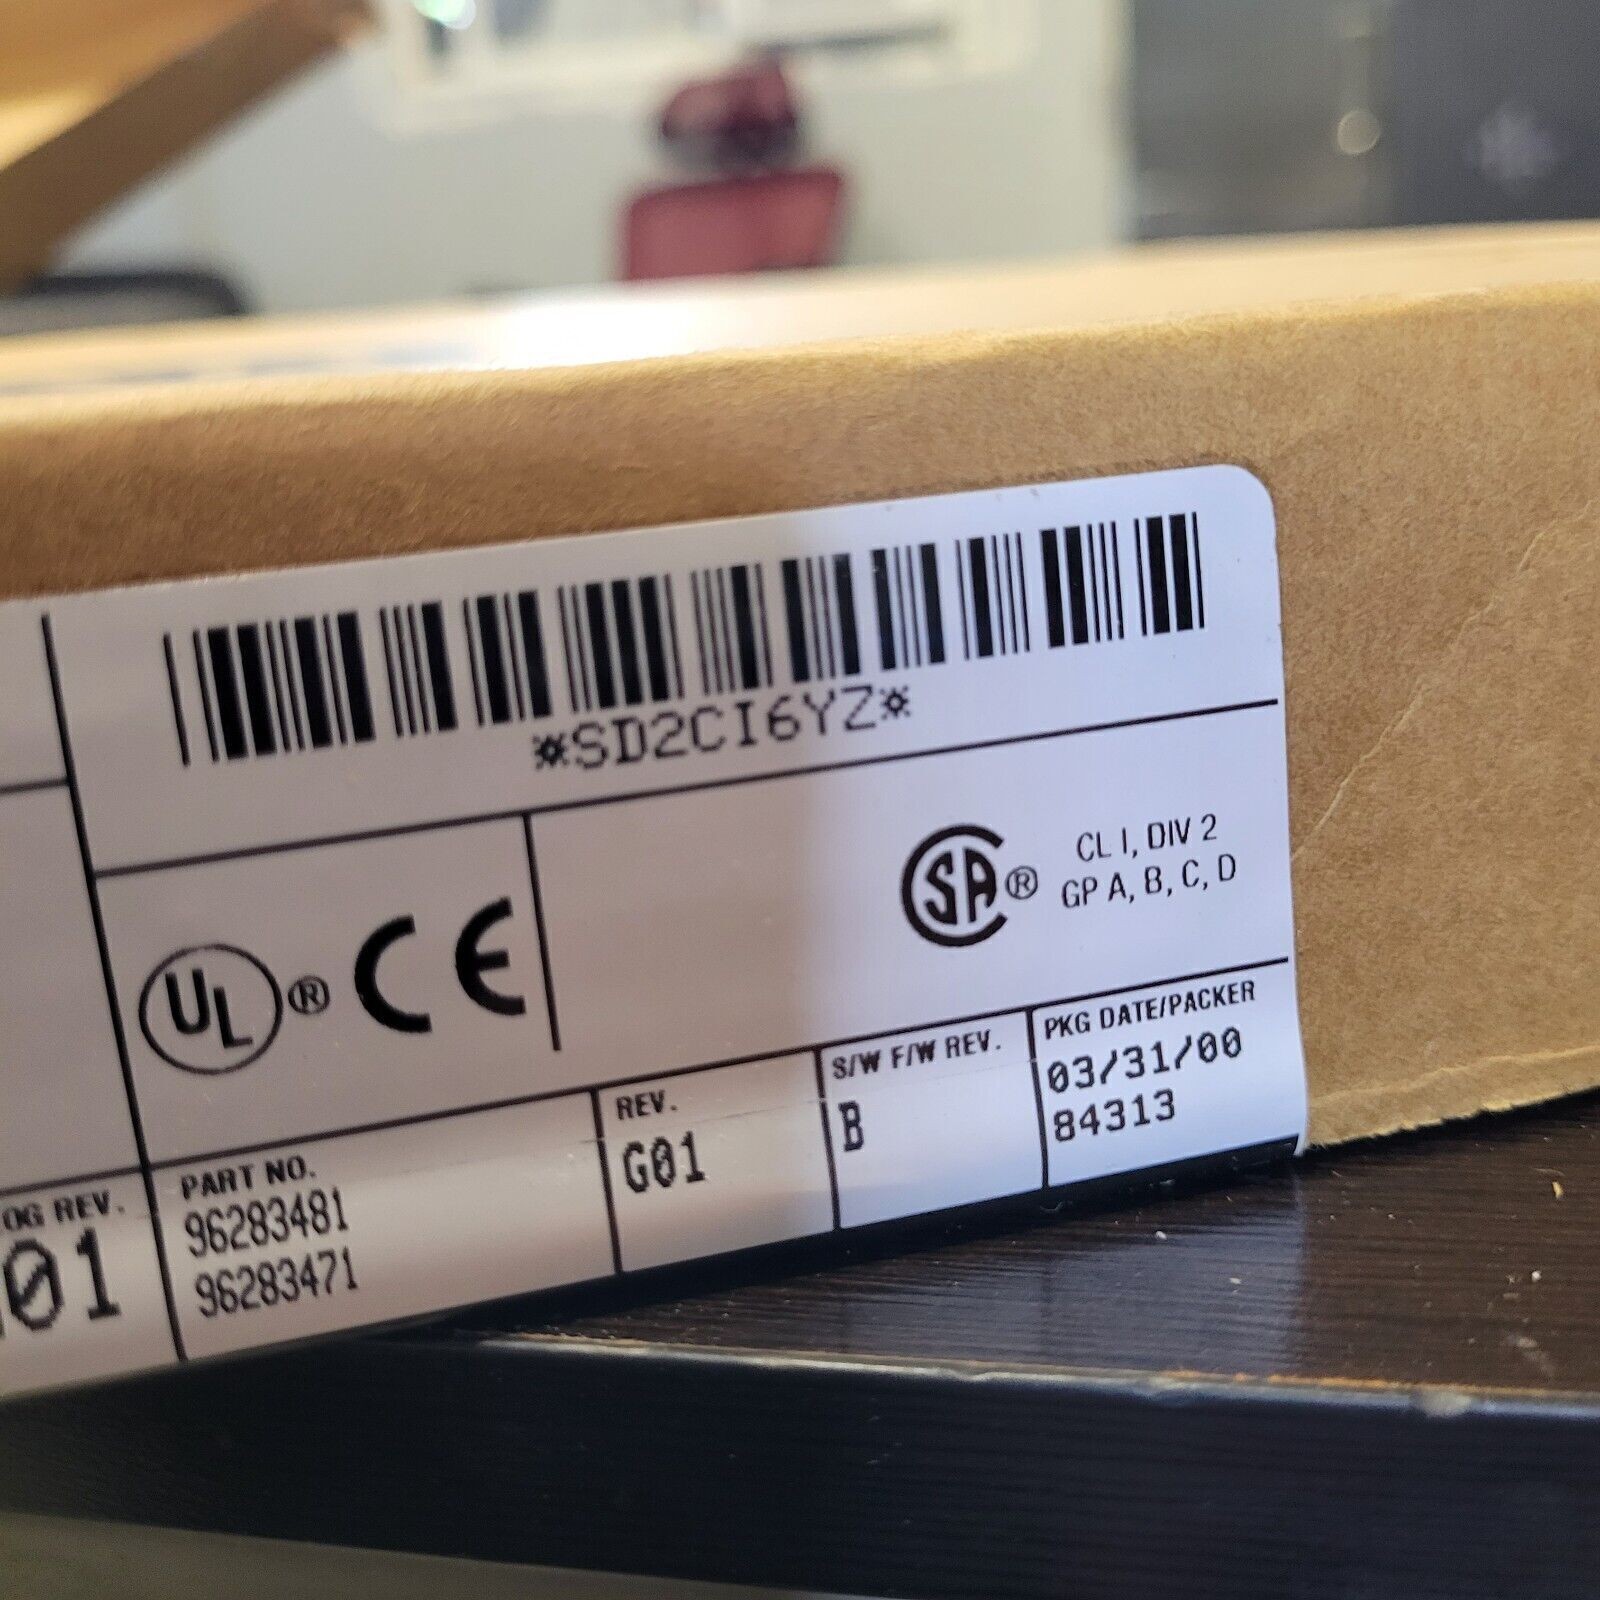 *SD2CI6YZ*
UL® CE
SA® CL I, DIV 2
GP A, B, C, D
OG REV.
01
PART NO.
96283481
96283471
REV.
G01
S/W F/W REV.
B
PKG DATE/PACKER
03/31/00
84313